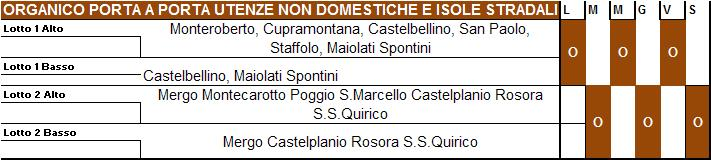 ORGANICO PORTA A PORTA UTENZE NON DOMESTICHE E ISOLE STRADALI L M M G V S
Lotto 1 Alto
Monteroberto, Cupramontana, Castelbellino, San Paolo,
Staffolo, Maiolati Spontini
O O O
Lotto 1 Basso
Castelbellino, Maiolati Spontini
Lotto 2 Alto
Mergo Montecarotto Poggio S.Marcello Castelplanio Rosora
S.S.Quirico
O O O
Lotto 2 Basso
Mergo Castelplanio Rosora S.S.Quirico